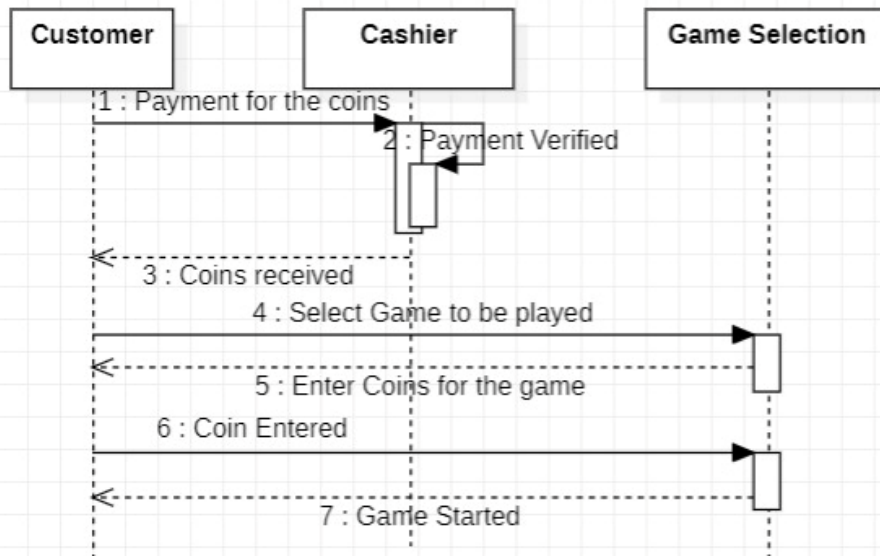 Customer
Cashier
Game Selection
1 : Payment for the coins
2 : Payment Verified
3 : Coins received
4 : Select Game to be played
5 : Enter Coins for the game
6 : Coin Entered
7 : Game Started